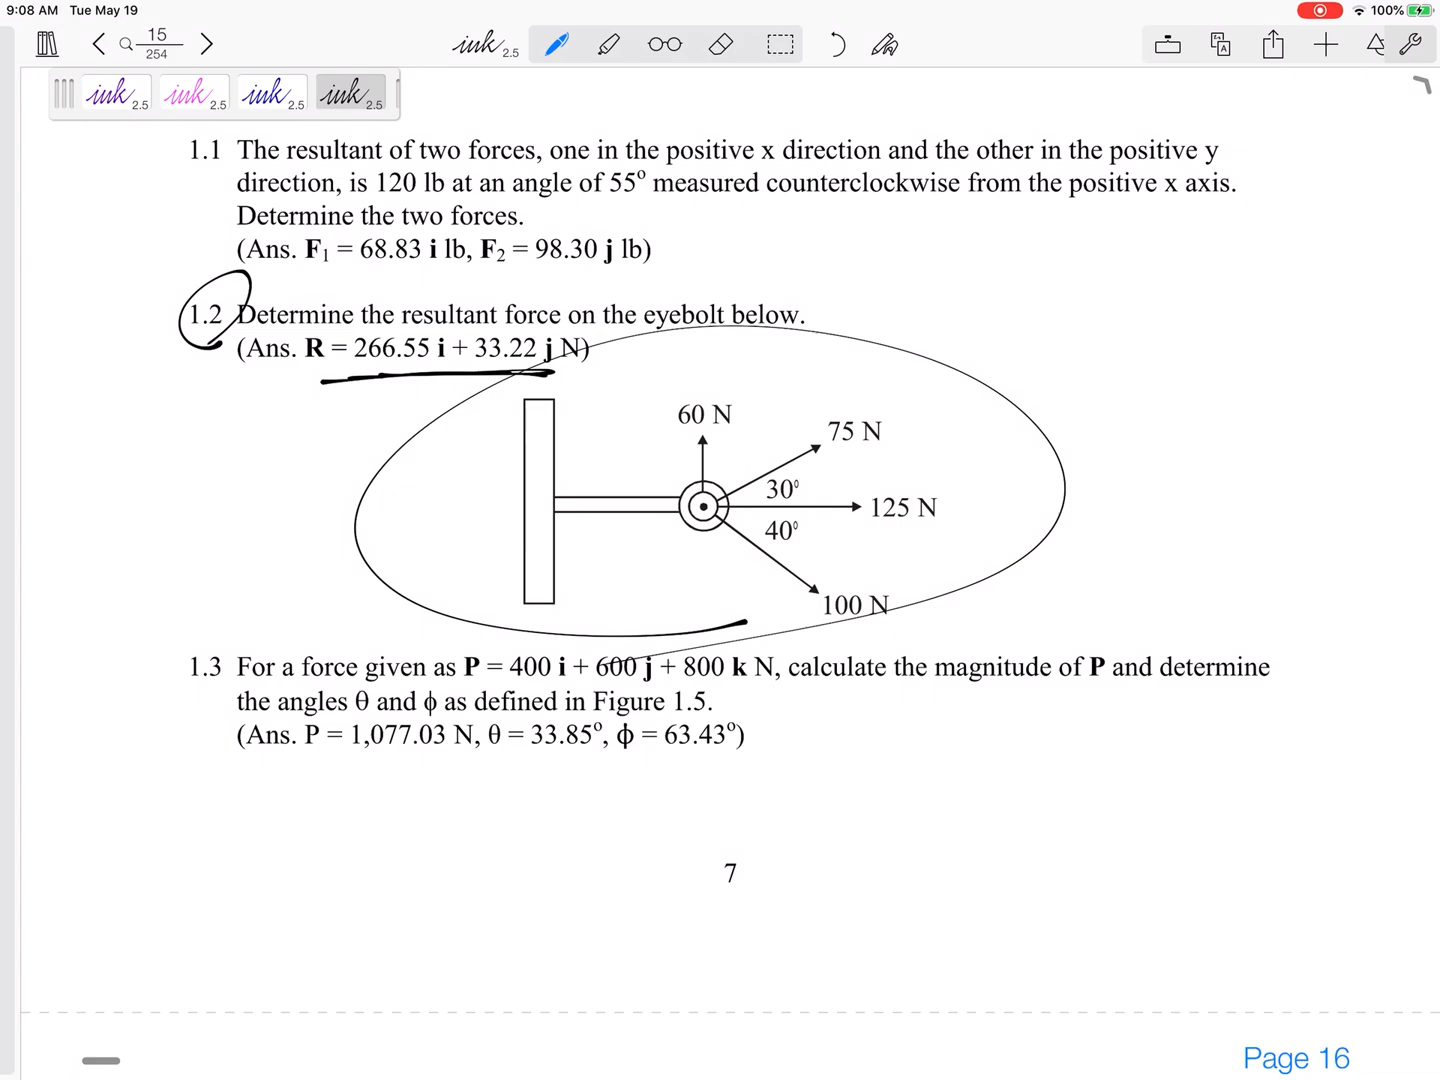 9:08 AM Tue May 19
100%
15
254
ink 2.5
ink 2.5
ink 2.5
ink 2.5
ink 2.5
1.1 The resultant of two forces, one in the positive x direction and the other in the positive y
direction, is 120 lb at an angle of 55º measured counterclockwise from the positive x axis.
Determine the two forces.
(Ans. F₁ = 68.83 i lb, F₂ = 98.30 j lb)
1.2 Determine the resultant force on the eyebolt below.
(Ans. R = 266.55 i + 33.22 j N)
60 N
75 N
30º
125 N
40º
100 N
1.3 For a force given as P = 400 i + 600 j + 800 k N, calculate the magnitude of P and determine
the angles θ and ϕ as defined in Figure 1.5.
(Ans. P = 1,077.03 N, θ = 33.85º, ϕ = 63.43º)
7
Page 16